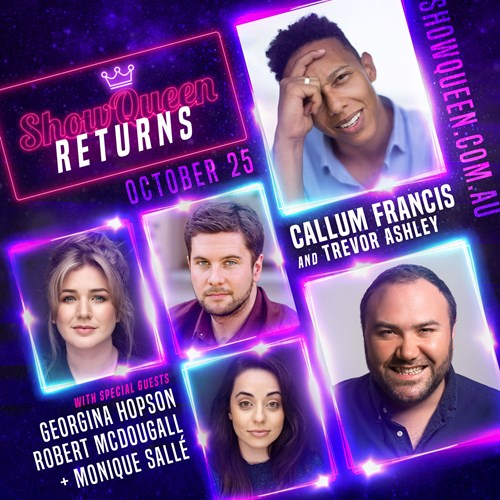 ShowQueen
RETURNS
OCTOBER 25
SHOWQUEEN.COM.AU
CALLUM FRANCIS
AND TREVOR ASHLEY
WITH SPECIAL GUESTS
GEORGINA HOPSON
ROBERT MCDOUGALL
+ MONIQUE SALLÉ